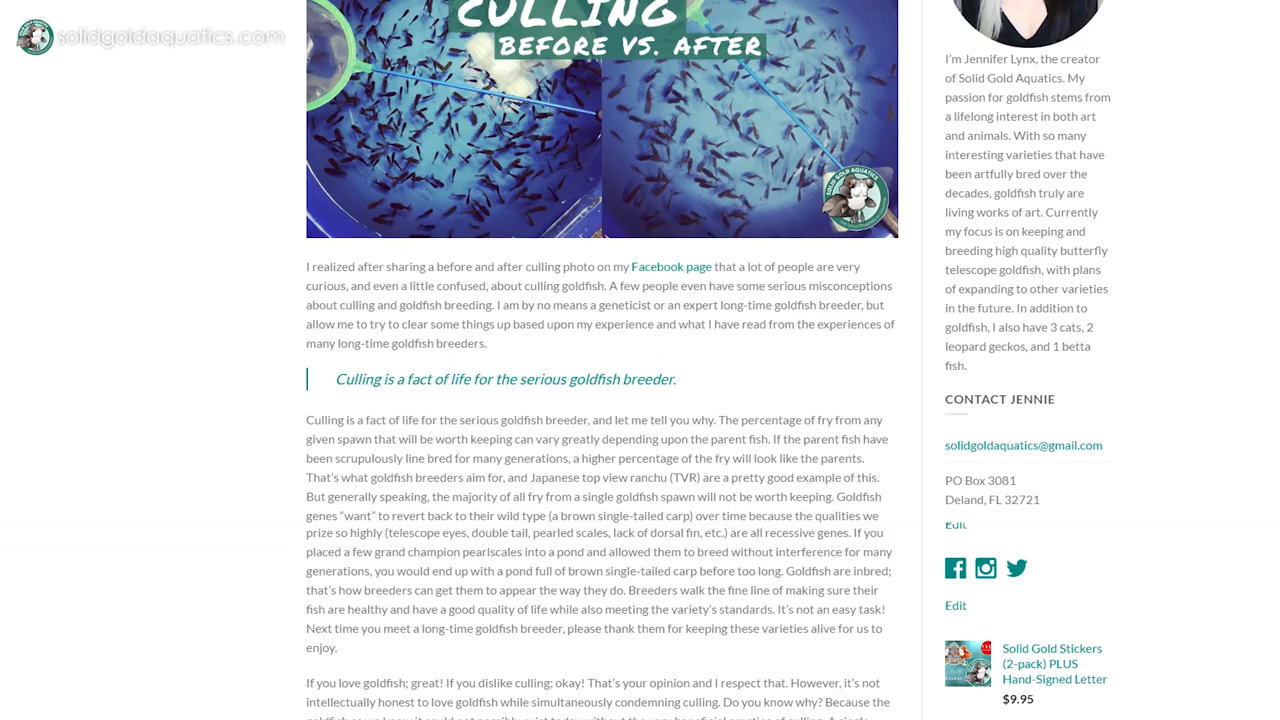 solidgoldaquatics.com
CULLING
BEFORE VS. AFTER
SOLID GOLD AQUATICS
I realized after sharing a before and after culling photo on my Facebook page that a lot of people are very
curious, and even a little confused, about culling goldfish. A few people even have some serious misconceptions
about culling and goldfish breeding. I am by no means a geneticist or an expert long-time goldfish breeder, but
allow me to try to clear some things up based upon my experience and what I have read from the experiences of
many long-time goldfish breeders.
Culling is a fact of life for the serious goldfish breeder.
Culling is a fact of life for the serious goldfish breeder, and let me tell you why. The percentage of fry from any
given spawn that will be worth keeping can vary greatly depending upon the parent fish. If the parent fish have
been scrupulously line bred for many generations, a higher percentage of the fry will look like the parents.
That's what goldfish breeders aim for, and Japanese top view ranchu (TVR) are a pretty good example of this.
But generally speaking, the majority of all fry from a single goldfish spawn will not be worth keeping. Goldfish
genes “want” to revert back to their wild type (a brown single-tailed carp) over time because the qualities we
prize so highly (telescope eyes, double tail, pearled scales, lack of dorsal fin, etc.) are all recessive genes. If you
placed a few grand champion pearlscales into a pond and allowed them to breed without interference for many
generations, you would end up with a pond full of brown single-tailed carp before too long. Goldfish are inbred;
that's how breeders can get them to appear the way they do. Breeders walk the fine line of making sure their
fish are healthy and have a good quality of life while also meeting the variety's standards. It's not an easy task!
Next time you meet a long-time goldfish breeder, please thank them for keeping these varieties alive for us to
enjoy.
If you love goldfish; great! If you dislike culling; okay! That's your opinion and I respect that. However, it's not
intellectually honest to love goldfish while simultaneously condemning culling. Do you know why? Because the
I'm Jennifer Lynx, the creator
of Solid Gold Aquatics. My
passion for goldfish stems from
a lifelong interest in both art
and animals. With so many
interesting varieties that have
been artfully bred over the
decades, goldfish truly are
living works of art. Currently
my focus is on keeping and
breeding high quality butterfly
telescope goldfish, with plans
of expanding to other varieties
in the future. In addition to
goldfish, I also have 3 cats, 2
leopard geckos, and 1 betta
fish.
CONTACT JENNIE
solidgoldaquatics@gmail.com
PO Box 3081
Deland, FL 32721
Edit
Edit
Solid Gold Stickers
(2-pack) PLUS
Hand-Signed Letter
$9.95